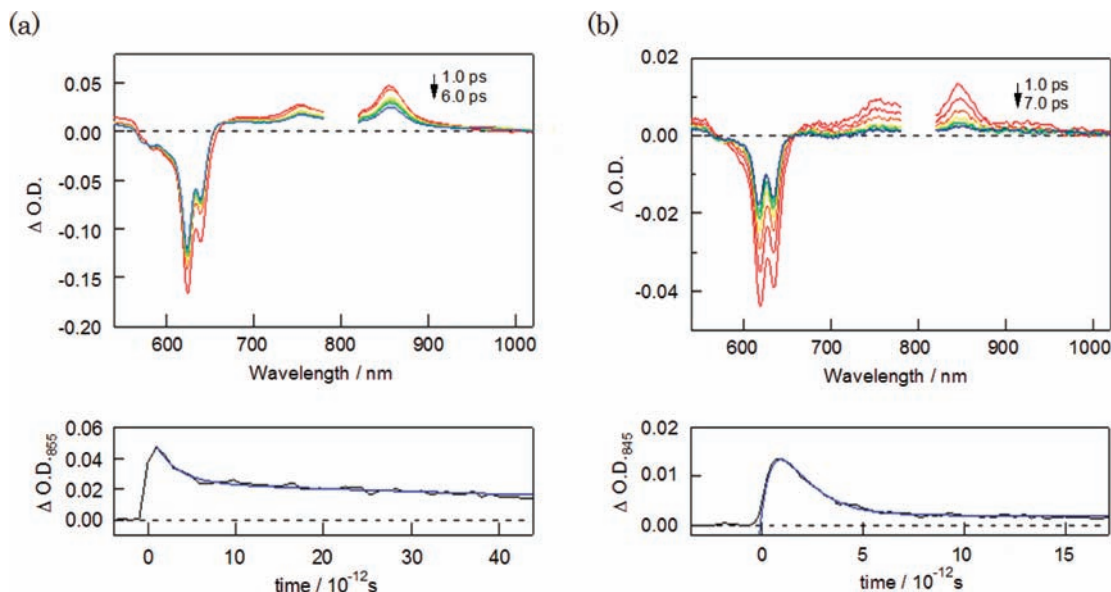 (a)
0.05
0.00
-0.05
-0.10
-0.15
-0.20
Δ O.D.
1.0 ps
6.0 ps
600 700 800 900 1000
Wavelength / nm
0.06
0.04
0.02
0.00
Δ O.D.855
0 10 20 30 40
time / 10-12s
(b)
0.02
0.00
-0.02
-0.04
Δ O.D.
1.0 ps
7.0 ps
600 700 800 900 1000
Wavelength / nm
0.02
0.01
0.00
Δ O.D.845
0 5 10 15
time / 10-12s